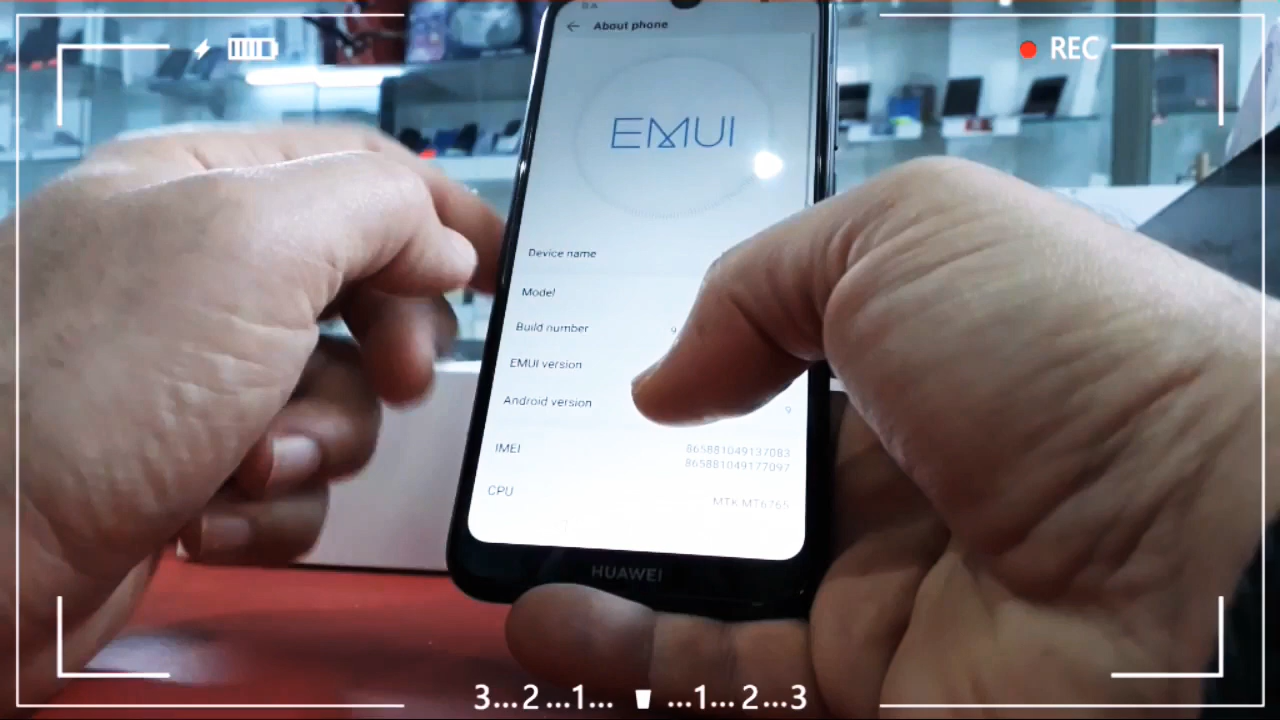 REC
About phone
EMUI
Device name
Model
Build number 9
EMUI version
Android version 9
IMEI 865881049137083
865881049177097
CPU MTK MT6765
HUAWEI
3...2...1... ...1...2...3